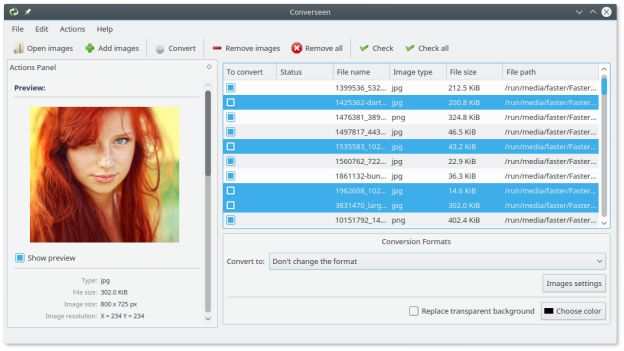 Converseen
File Edit Actions Help
Open images Add images Convert Remove images Remove all Check Check all
Actions Panel
Preview:
Show preview
Type: jpg
File size: 302.0 KiB
Image size: 800 x 725 px
Image resolution: X = 234 Y = 234
To convert Status File name Image type File size File path
1399536_532... jpg 212.5 KiB /run/media/faster/Faster...
1425362-dart... jpg 200.8 KiB /run/media/faster/Faster...
1476381_389... png 324.8 KiB /run/media/faster/Faster...
1497817_443... jpg 46.5 KiB /run/media/faster/Faster...
1535583_102... jpg 43.2 KiB /run/media/faster/Faster...
1560762_722... jpg 22.9 KiB /run/media/faster/Faster...
1861132-bun... jpg 36.3 KiB /run/media/faster/Faster...
1962608_102... jpg 14.6 KiB /run/media/faster/Faster...
3831470_larg... jpg 302.0 KiB /run/media/faster/Faster...
10151792_14... png 402.4 KiB /run/media/faster/Faster...
Conversion Formats
Convert to: Don't change the format
Images settings
Replace transparent background Choose color